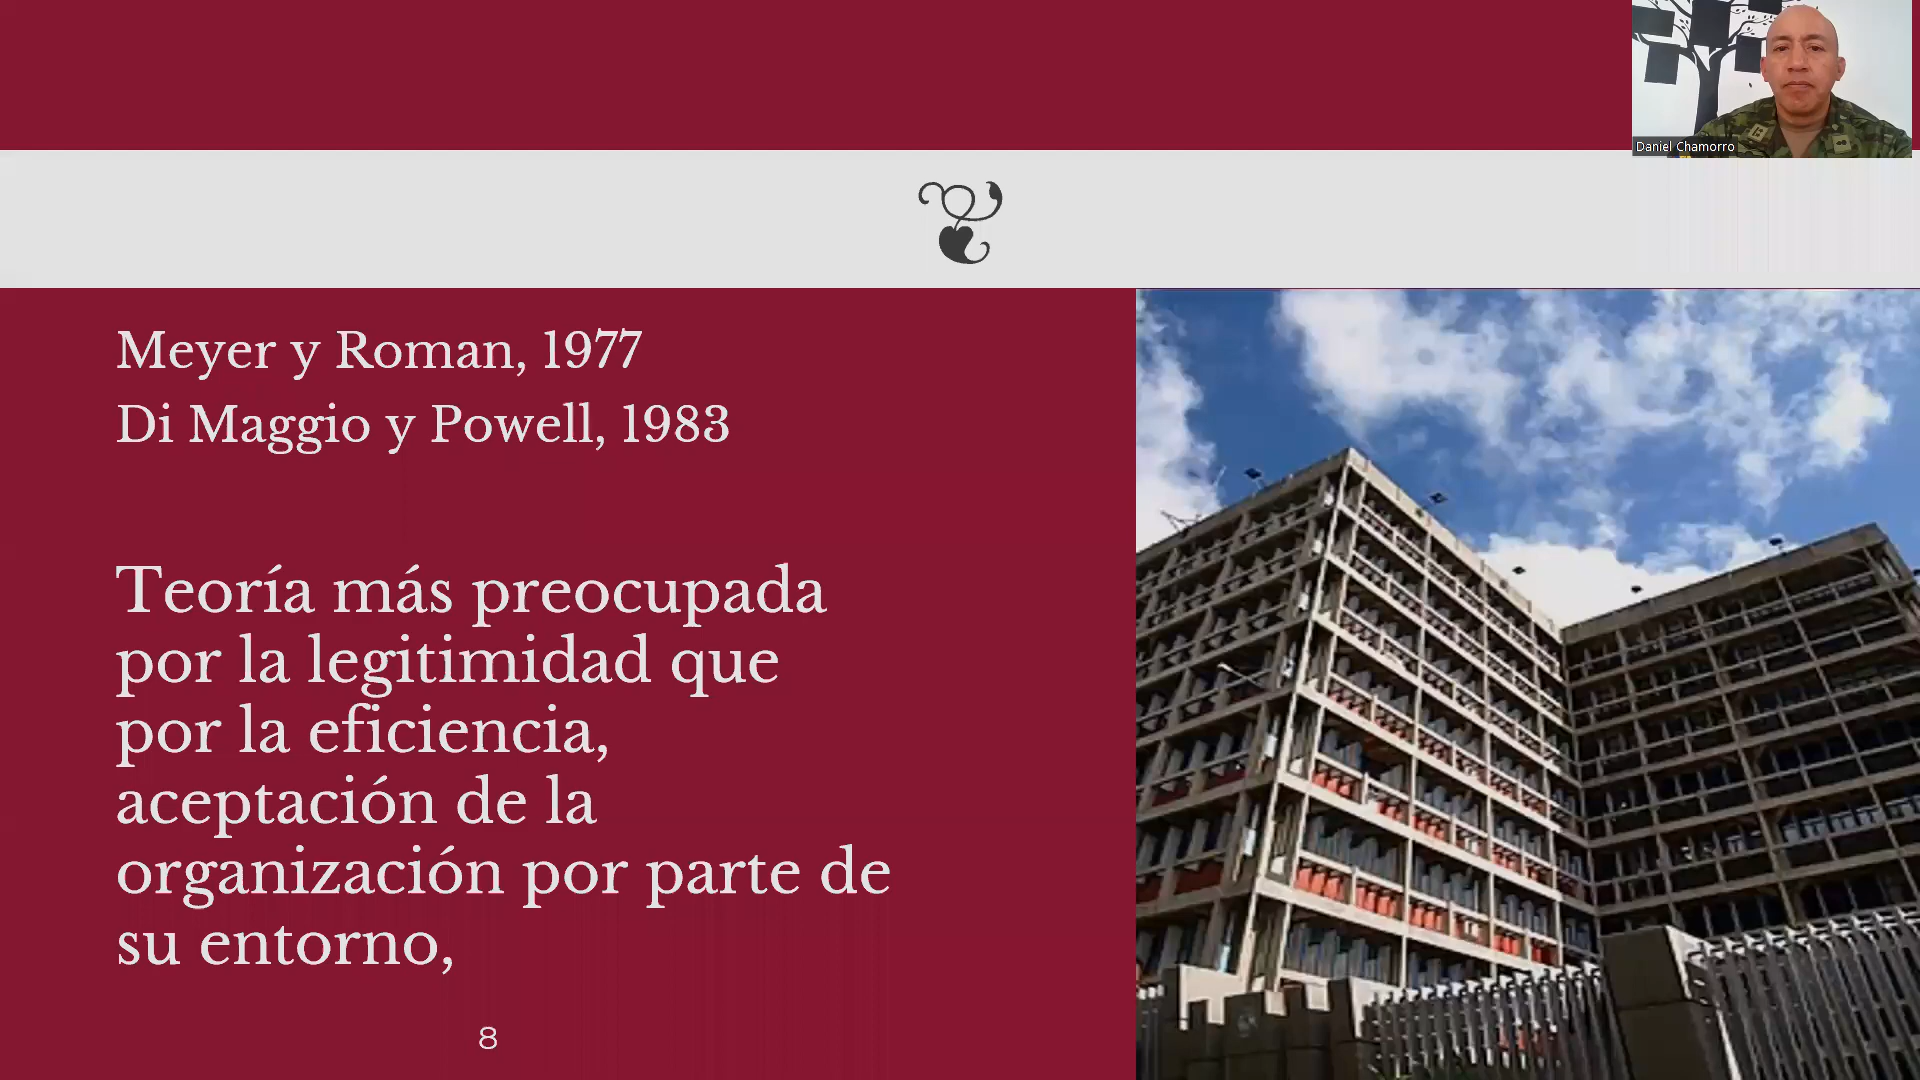 Daniel Chamorro
Meyer y Roman, 1977
Di Maggio y Powell, 1983
Teoría más preocupada
por la legitimidad que
por la eficiencia,
aceptación de la
organización por parte de
su entorno,
8